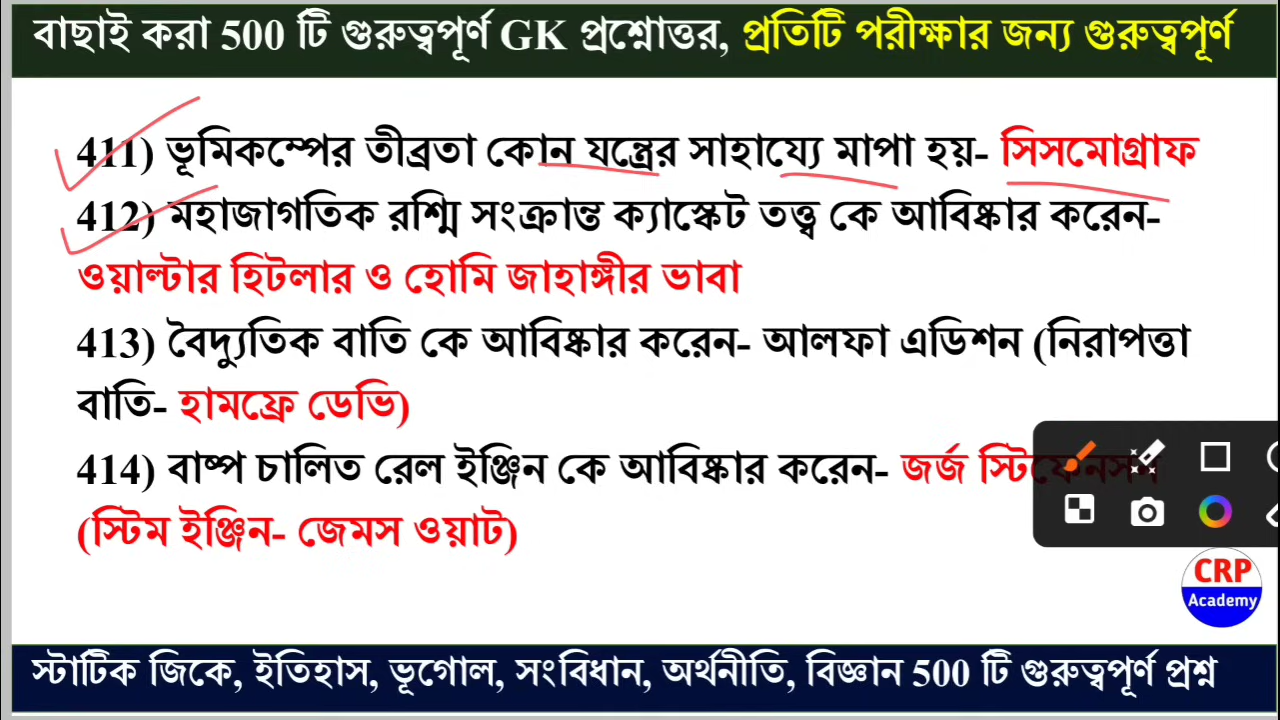 বাছাই করা 500 টি গুরুত্বপূর্ণ GK প্রশ্নোত্তর, প্রতিটি পরীক্ষার জন্য গুরুত্বপূর্ণ
411) ভূমিকম্পের তীব্রতা কোন যন্ত্রের সাহায্যে মাপা হয়- সিসমোগ্রাফ
412) মহাজাগতিক রশ্মি সংক্রান্ত ক্যাস্কেট তত্ত্ব কে আবিষ্কার করেন-
ওয়াল্টার হিটলার ও হোমি জাহাঙ্গীর ভাবা
413) বৈদ্যুতিক বাতি কে আবিষ্কার করেন- আলফা এডিশন (নিরাপত্তা
বাতি- হামফ্রে ডেভি)
414) বাষ্প চালিত রেল ইঞ্জিন কে আবিষ্কার করেন- জর্জ স্টিফেনসন
(স্টিম ইঞ্জিন- জেমস ওয়াট)
CRP
Academy
স্টাটিক জিকে, ইতিহাস, ভূগোল, সংবিধান, অর্থনীতি, বিজ্ঞান 500 টি গুরুত্বপূর্ণ প্রশ্ন